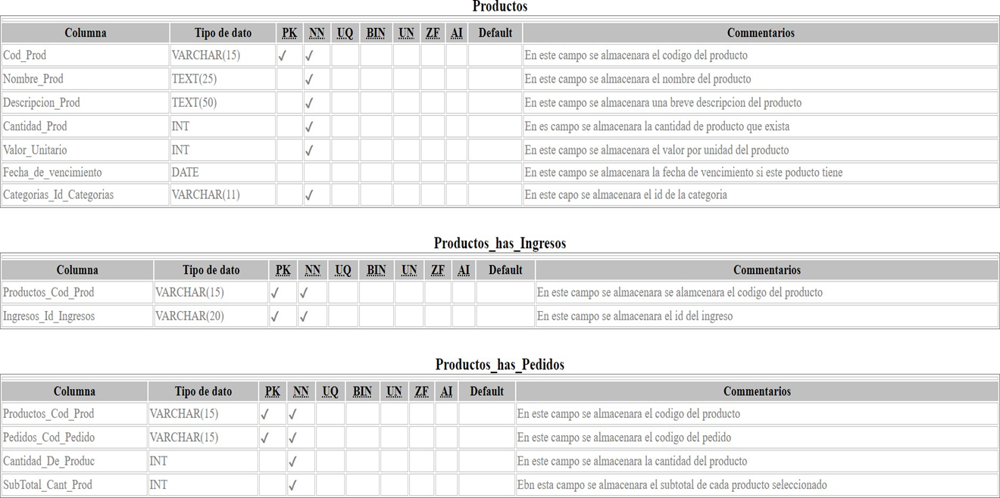 Productos
Columna Tipo de dato PK NN UQ BIN UN ZF AI Default Commentarios
Cod_Prod VARCHAR(15) ✓ ✓ En este campo se almacenara el codigo del producto
Nombre_Prod TEXT(25) ✓ En este campo se almacenara el nombre del producto
Descripcion_Prod TEXT(50) ✓ En este campo se almacenara una breve descripcion del producto
Cantidad_Prod INT ✓ En es campo se almacenara la cantidad de producto que exista
Valor_Unitario INT ✓ En este campo se almacenara el valor por unidad del producto
Fecha_de_vencimiento DATE En este campo se almacenara la fecha de vencimiento si este poducto tiene
Categorias_Id_Categorias VARCHAR(11) ✓ En este capo se almacenara el id de la categoria
Productos_has_Ingresos
Columna Tipo de dato PK NN UQ BIN UN ZF AI Default Commentarios
Productos_Cod_Prod VARCHAR(15) ✓ ✓ En este campo se almacenara se alamcenara el codigo del producto
Ingresos_Id_Ingresos VARCHAR(20) ✓ ✓ En este campo se almacenara el id del ingreso
Productos_has_Pedidos
Columna Tipo de dato PK NN UQ BIN UN ZF AI Default Commentarios
Productos_Cod_Prod VARCHAR(15) ✓ ✓ En este campo se almacenara el codigo del producto
Pedidos_Cod_Pedido VARCHAR(15) ✓ ✓ En este campo se almacenara el codigo del pedido
Cantidad_De_Produc INT ✓ En este campo se almacenara la cantidad del producto
SubTotal_Cant_Prod INT ✓ Ebn esta campo se almacenara el subtotal de cada producto seleccionado